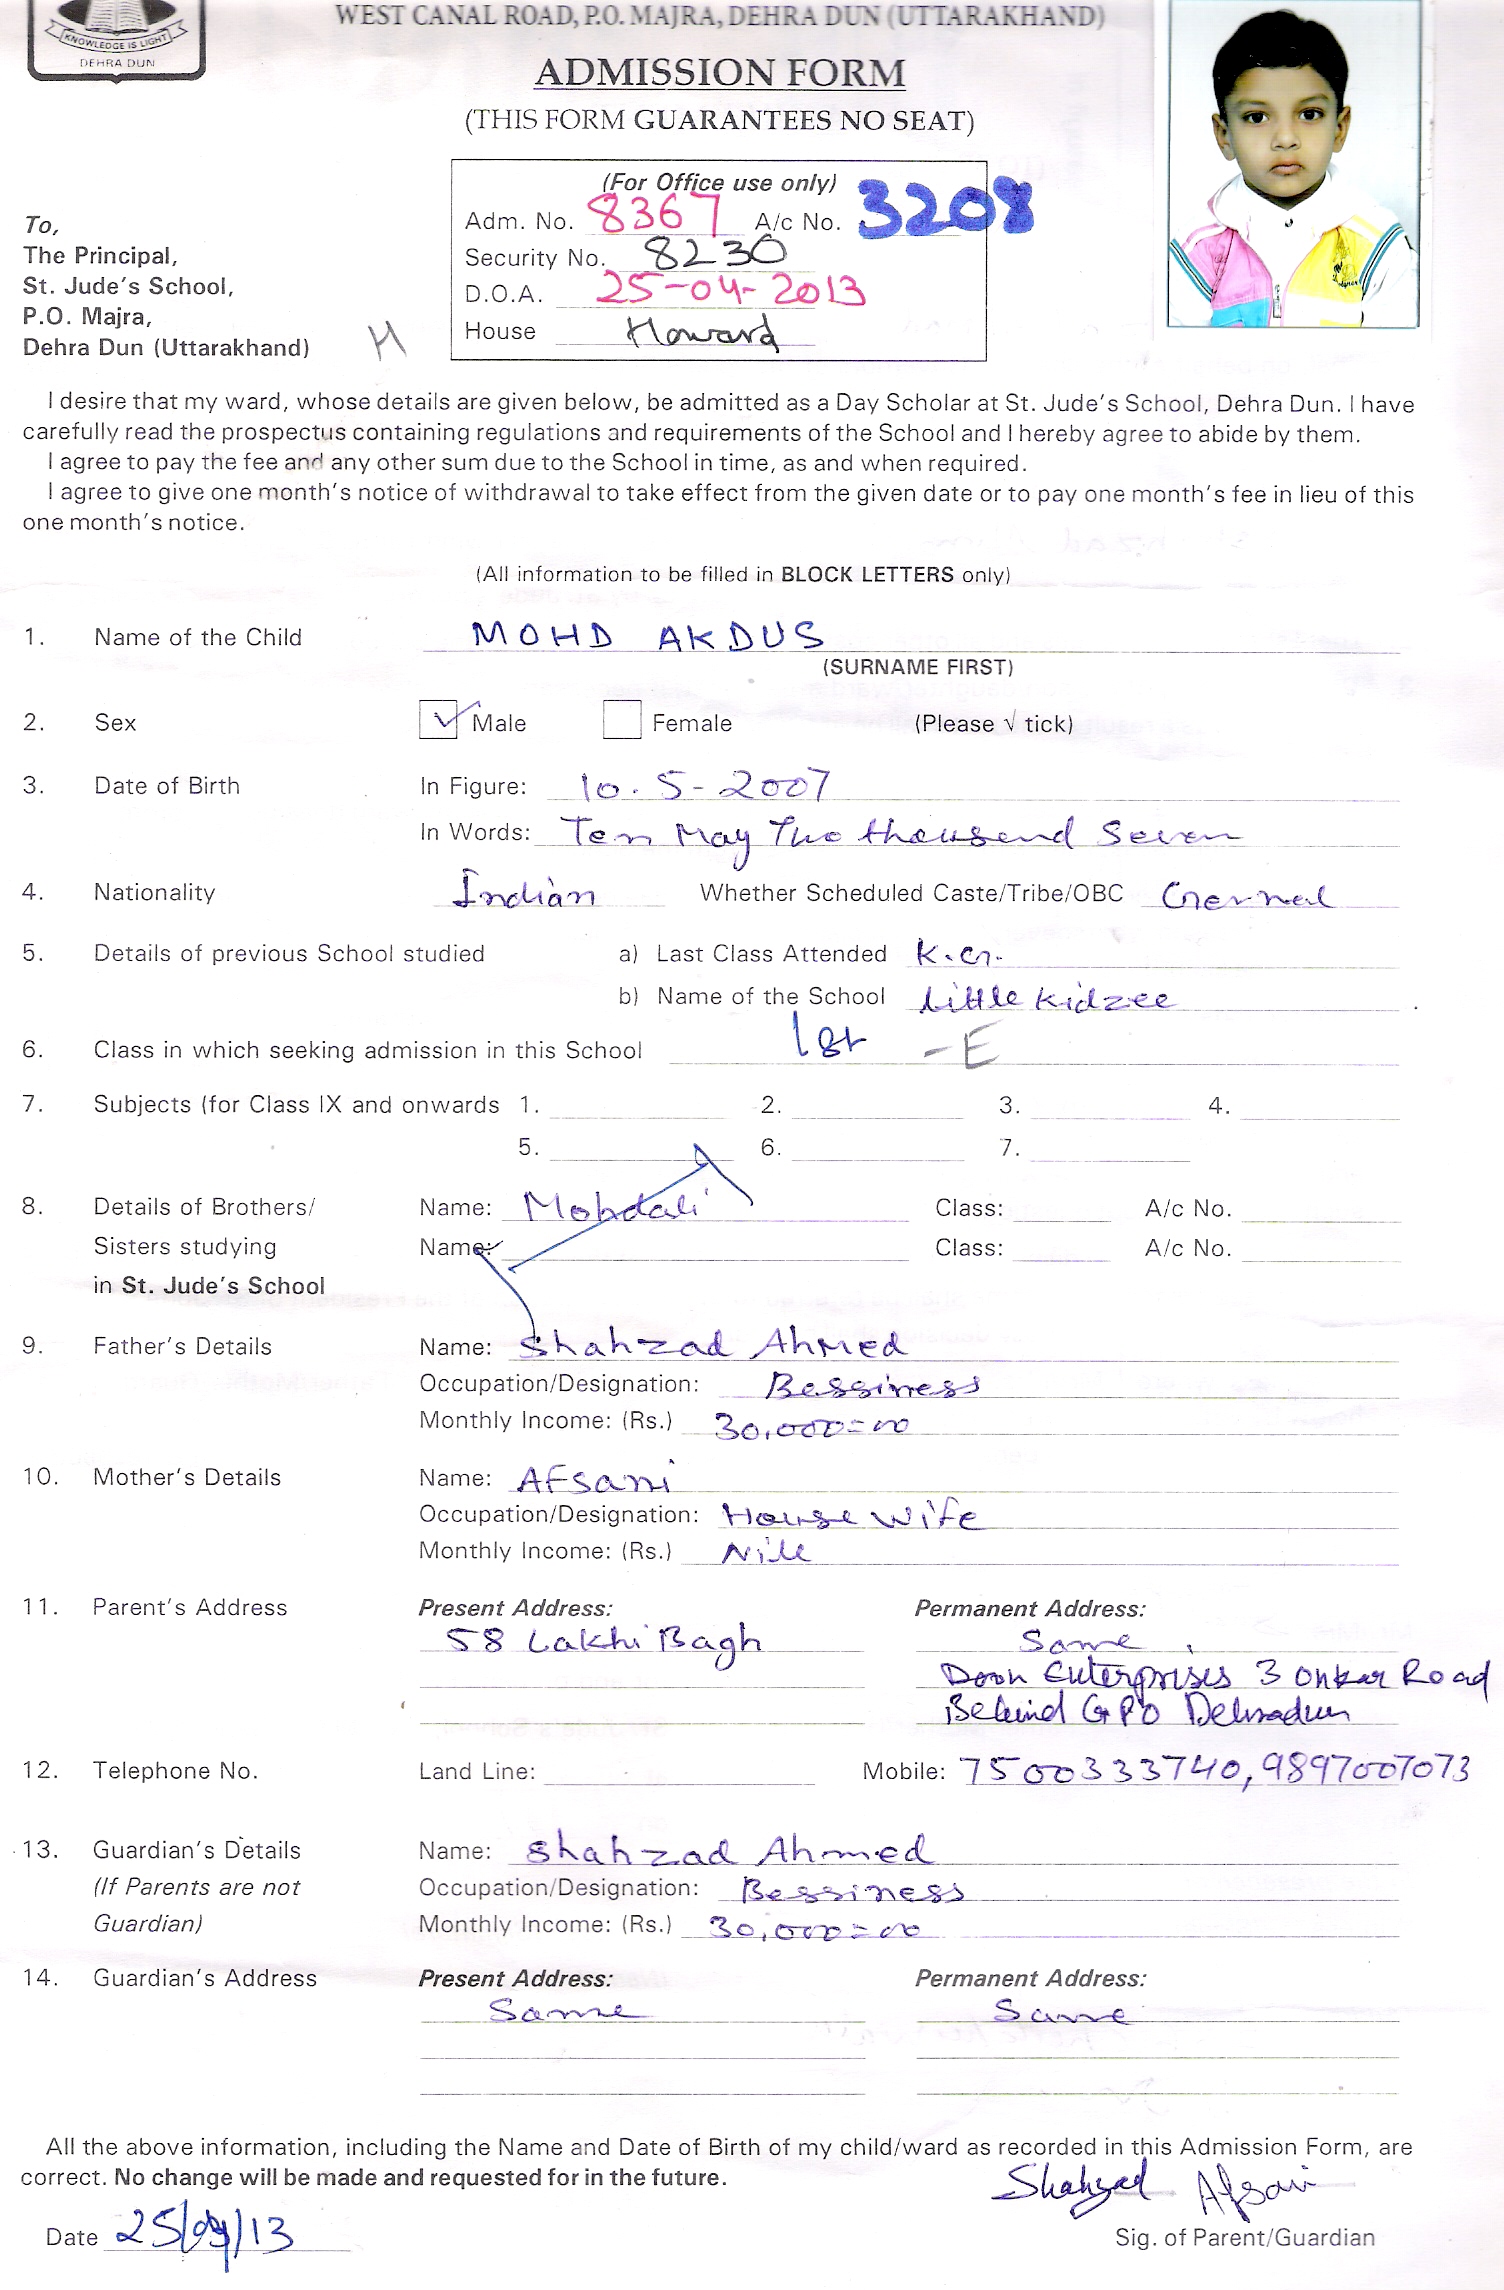 KNOWLEDGE IS LIGHT
DEHRA DUN
WEST CANAL ROAD, P.O. MAJRA, DEHRA DUN (UTTARAKHAND)
ADMISSION FORM
(THIS FORM GUARANTEES NO SEAT)
(For Office use only)
Adm. No. 8367 A/c No. 3208
Security No. 8230
D.O.A. 25-04-2013
House Howard
To,
The Principal,
St. Jude's School,
P.O. Majra,
Dehra Dun (Uttarakhand) H
I desire that my ward, whose details are given below, be admitted as a Day Scholar at St. Jude's School, Dehra Dun. I have
carefully read the prospectus containing regulations and requirements of the School and I hereby agree to abide by them.
I agree to pay the fee and any other sum due to the School in time, as and when required.
I agree to give one month's notice of withdrawal to take effect from the given date or to pay one month's fee in lieu of this
one month's notice.
(All information to be filled in BLOCK LETTERS only)
1. Name of the Child MOHD AKDUS
(SURNAME FIRST)
2. Sex ✓ Male Female (Please √ tick)
3. Date of Birth In Figure: 10.5-2007
In Words: Ten May Two thousend Seven
4. Nationality Indian Whether Scheduled Caste/Tribe/OBC Gernal
5. Details of previous School studied a) Last Class Attended K.G.
b) Name of the School Little Kidzee
6. Class in which seeking admission in this School 1st - E
7. Subjects (for Class IX and onwards 1. 2. 3. 4.
5. 6. 7.
8. Details of Brothers/ Name: Mohdali Class: A/c No.
Sisters studying Name: Class: A/c No.
in St. Jude's School
9. Father's Details Name: Shahzad Ahmed
Occupation/Designation: Bessiness
Monthly Income: (Rs.) 30,000=00
10. Mother's Details Name: Afsani
Occupation/Designation: House Wife
Monthly Income: (Rs.) Nill
11. Parent's Address Present Address: Permanent Address:
58 Lakhi Bagh Same
Doon Enterprises 3 Onkar Road
Behind GPO Dehradun
12. Telephone No. Land Line: Mobile: 7500333740, 9897007073
13. Guardian's Details Name: Shahzad Ahmed
(If Parents are not Occupation/Designation: Bessiness
Guardian) Monthly Income: (Rs.) 30,000=00
14. Guardian's Address Present Address: Permanent Address:
Same Same
All the above information, including the Name and Date of Birth of my child/ward as recorded in this Admission Form, are
correct. No change will be made and requested for in the future.
Shahzad Afsani
Date 25/04/13 Sig. of Parent/Guardian